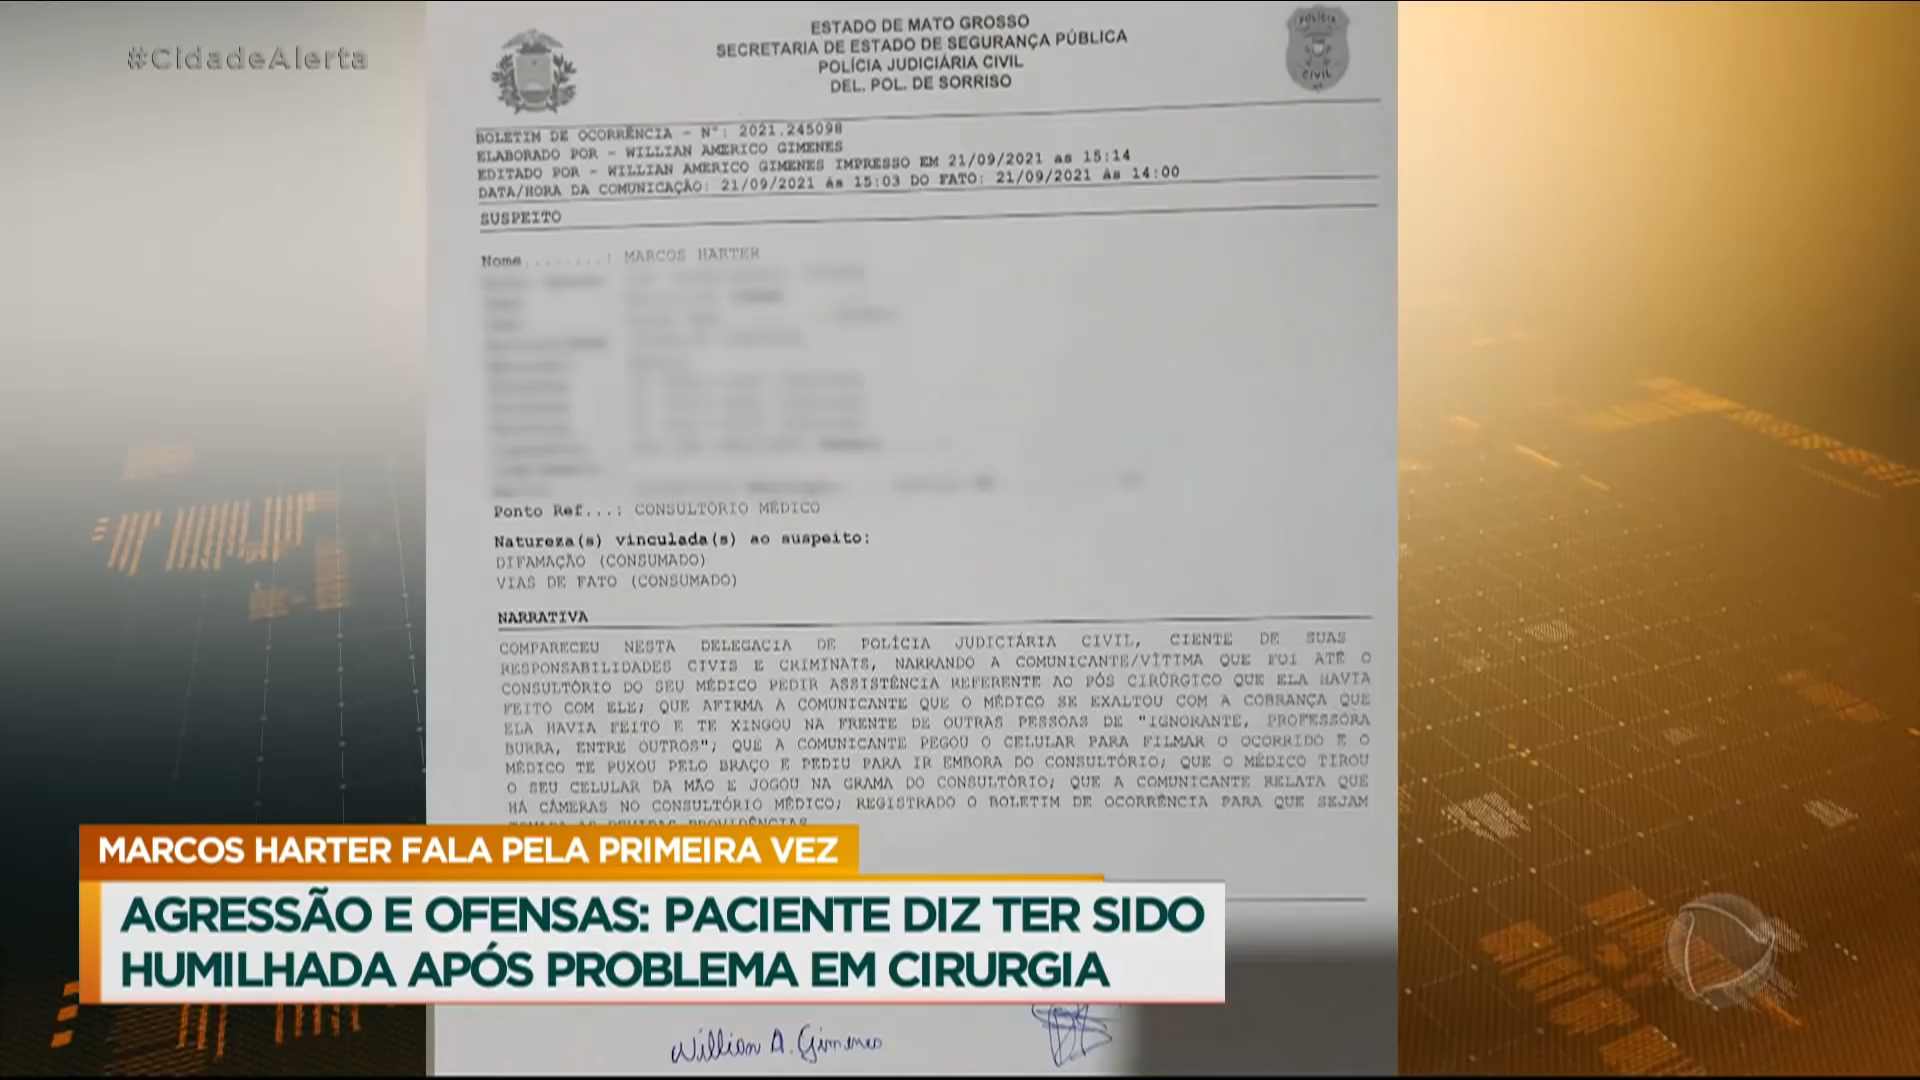 #CidadeAlerta
ESTADO DE MATO GROSSO
SECRETARIA DE ESTADO DE SEGURANÇA PÚBLICA
POLÍCIA JUDICIÁRIA CIVIL
DEL. POL. DE SORRISO
POLÍCIA
CIVIL
BOLETIM DE OCORRÊNCIA - N°: 2021.245098
ELABORADO POR - WILLIAN AMERICO GIMENES
EDITADO POR - WILLIAN AMERICO GIMENES IMPRESSO EM 21/09/2021 as 15:14
DATA/HORA DA COMUNICAÇÃO: 21/09/2021 às 15:03 DO FATO: 21/09/2021 às 14:00
SUSPEITO
Nome........: MARCOS HARTER
Ponto Ref...: CONSULTÓRIO MÉDICO
Natureza(s) vinculada(s) ao suspeito:
DIFAMAÇÃO (CONSUMADO)
VIAS DE FATO (CONSUMADO)
NARRATIVA
COMPARECEU NESTA DELEGACIA DE POLÍCIA JUDICIÁRIA CIVIL, CIENTE DE SUAS
RESPONSABILIDADES CIVIS E CRIMINAIS, NARRANDO A COMUNICANTE/VÍTIMA QUE FOI ATÉ O
CONSULTÓRIO DO SEU MÉDICO PEDIR ASSISTÊNCIA REFERENTE AO PÓS CIRÚRGICO QUE ELA HAVIA
FEITO COM ELE; QUE AFIRMA A COMUNICANTE QUE O MÉDICO SE EXALTOU COM A COBRANÇA QUE
ELA HAVIA FEITO E TE XINGOU NA FRENTE DE OUTRAS PESSOAS DE "IGNORANTE, PROFESSORA
BURRA, ENTRE OUTROS"; QUE A COMUNICANTE PEGOU O CELULAR PARA FILMAR O OCORRIDO E O
MÉDICO TE PUXOU PELO BRAÇO E PEDIU PARA IR EMBORA DO CONSULTÓRIO; QUE O MÉDICO TIROU
O SEU CELULAR DA MÃO E JOGOU NA GRAMA DO CONSULTÓRIO; QUE A COMUNICANTE RELATA QUE
HÁ CÂMERAS NO CONSULTÓRIO MÉDICO; REGISTRADO O BOLETIM DE OCORRÊNCIA PARA QUE SEJAM
MARCOS HARTER FALA PELA PRIMEIRA VEZ
AGRESSÃO E OFENSAS: PACIENTE DIZ TER SIDO
HUMILHADA APÓS PROBLEMA EM CIRURGIA
Willian A. Gimenes